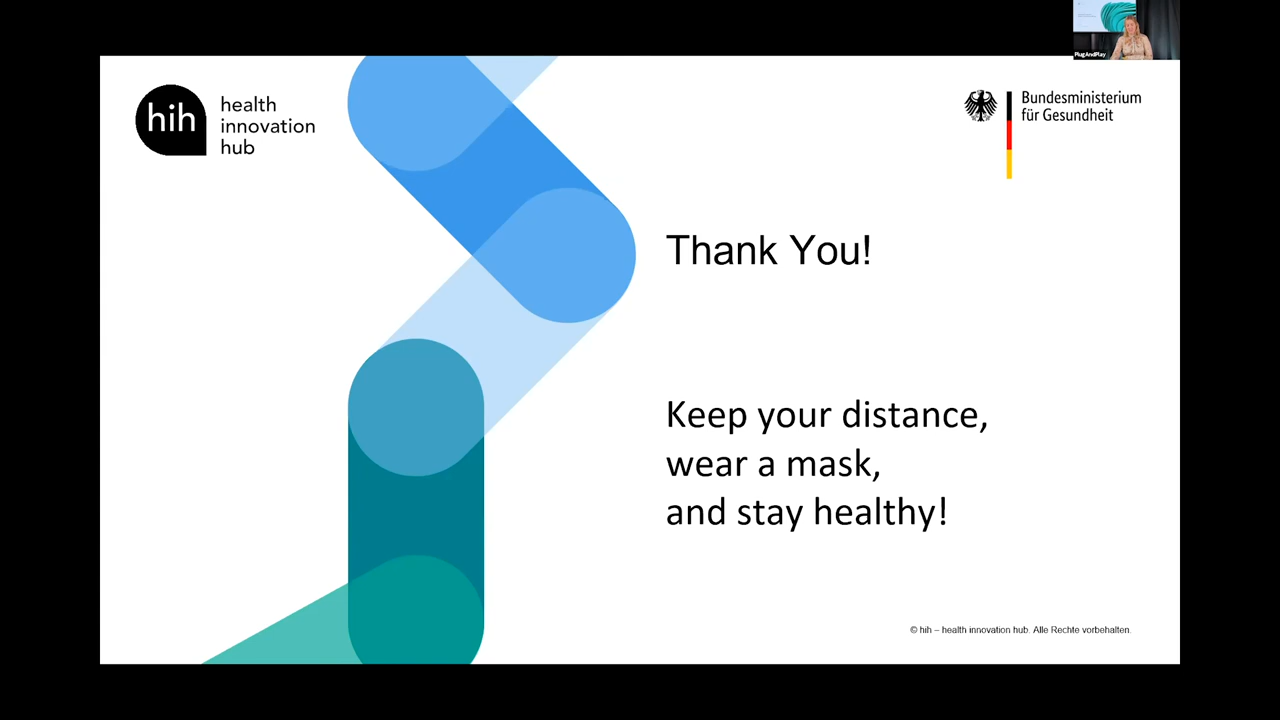 PlugAndPlay
hih
health
innovation
hub
Bundesministerium
für Gesundheit
Thank You!
Keep your distance,
wear a mask,
and stay healthy!
© hih – health innovation hub. Alle Rechte vorbehalten.